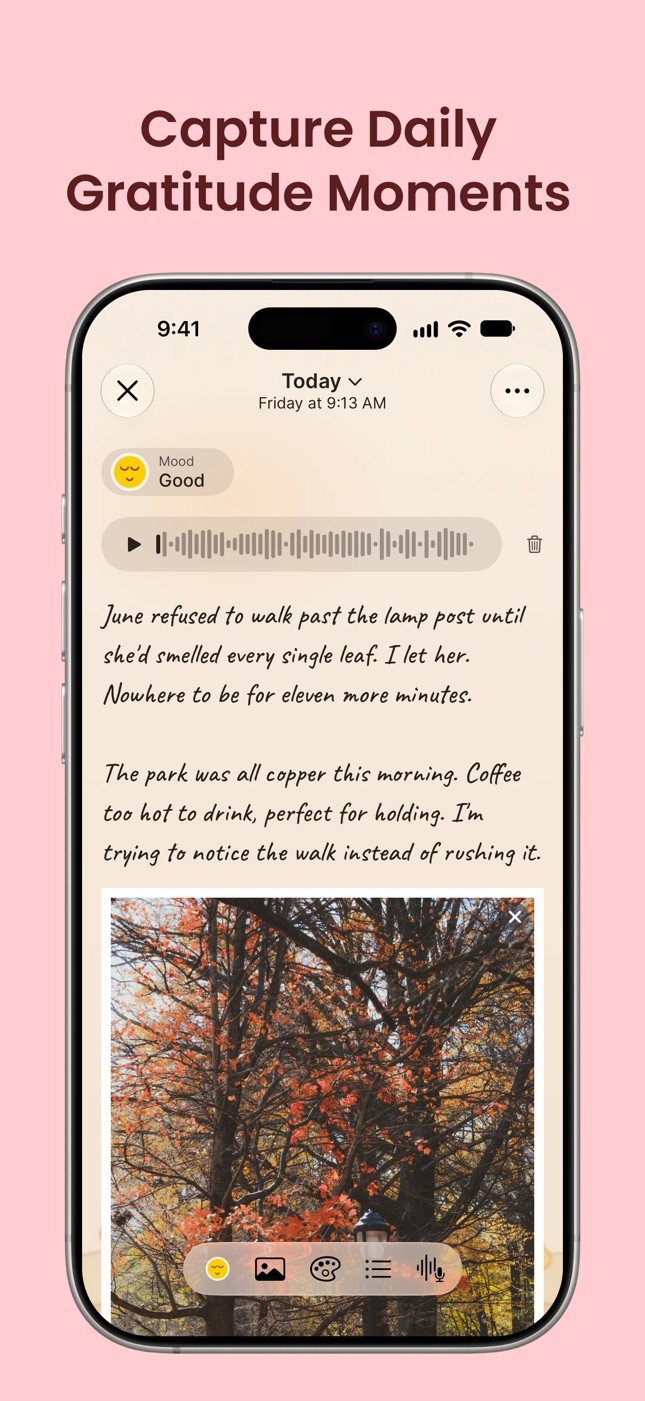 Capture Daily
Gratitude Moments
9:41
Today
Friday at 9:13 AM
Mood
Good
June refused to walk past the lamp post until
she'd smelled every single leaf. I let her.
Nowhere to be for eleven more minutes.
The park was all copper this morning. Coffee
too hot to drink, perfect for holding. I'm
trying to notice the walk instead of rushing it.